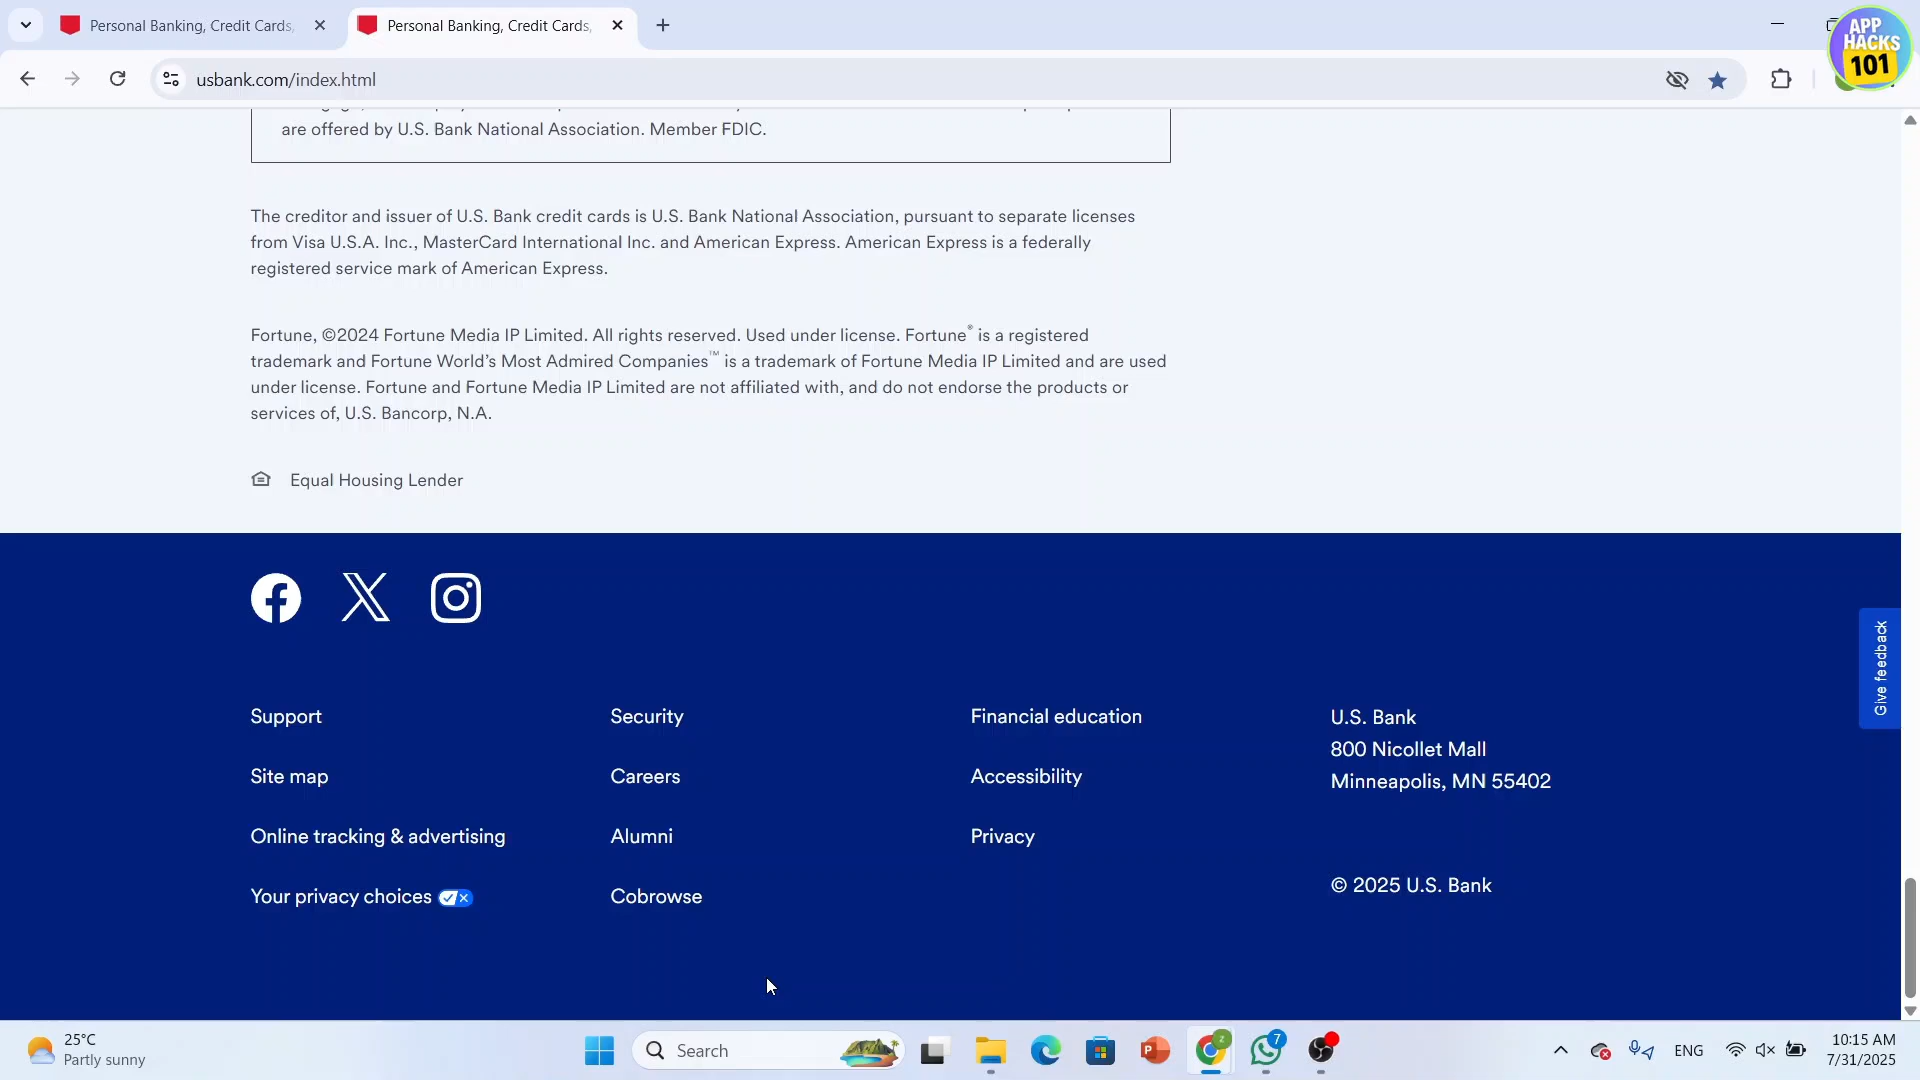 Personal Banking, Credit Cards,
Personal Banking, Credit Cards,
APP
HACKS
101
usbank.com/index.html
are offered by U.S. Bank National Association. Member FDIC.
The creditor and issuer of U.S. Bank credit cards is U.S. Bank National Association, pursuant to separate licenses
from Visa U.S.A. Inc., MasterCard International Inc. and American Express. American Express is a federally
registered service mark of American Express.
Fortune, ©2024 Fortune Media IP Limited. All rights reserved. Used under license. Fortune® is a registered
trademark and Fortune World's Most Admired Companies™ is a trademark of Fortune Media IP Limited and are used
under license. Fortune and Fortune Media IP Limited are not affiliated with, and do not endorse the products or
services of, U.S. Bancorp, N.A.
Equal Housing Lender
Give feedback
Support
Security
Financial education
U.S. Bank
800 Nicollet Mall
Minneapolis, MN 55402
Site map
Careers
Accessibility
Online tracking & advertising
Alumni
Privacy
Your privacy choices
Cobrowse
© 2025 U.S. Bank
25°C
Partly sunny
Search
7
ENG
10:15 AM
7/31/2025